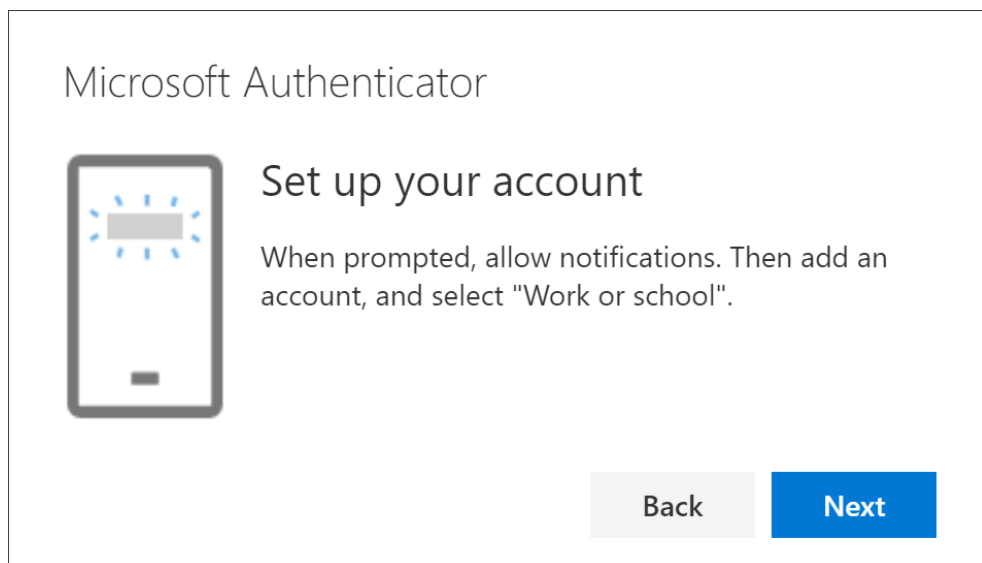 Microsoft Authenticator
Set up your account
When prompted, allow notifications. Then add an
account, and select "Work or school".
Back
Next